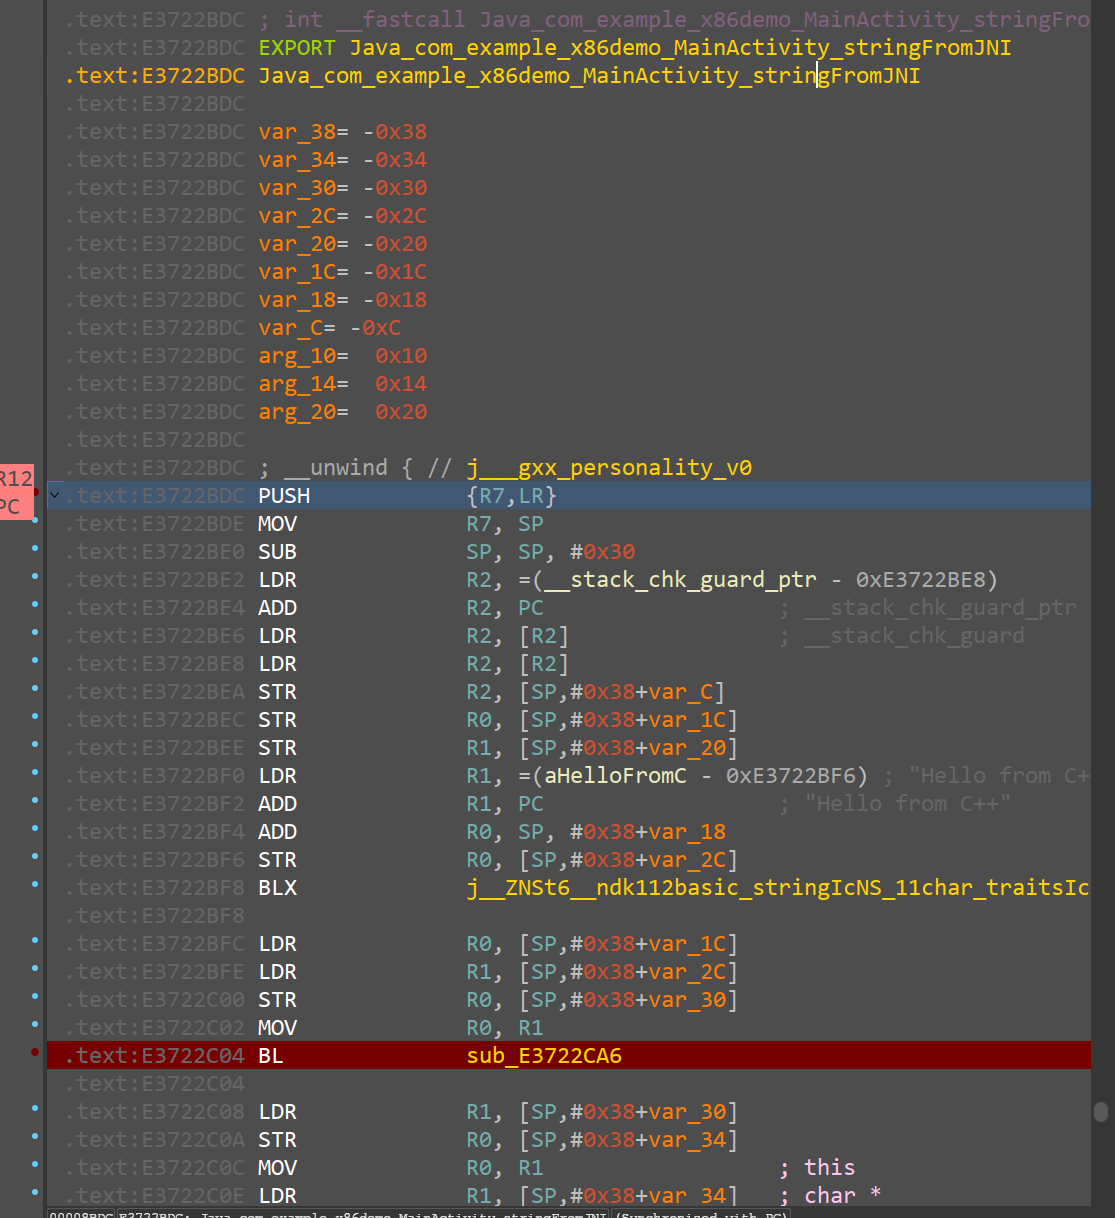 .text:E3722BDC ; int __fastcall Java_com_example_x86demo_MainActivity_stringFro
.text:E3722BDC EXPORT Java_com_example_x86demo_MainActivity_stringFromJNI
.text:E3722BDC Java_com_example_x86demo_MainActivity_stringFromJNI
.text:E3722BDC
.text:E3722BDC var_38= -0x38
.text:E3722BDC var_34= -0x34
.text:E3722BDC var_30= -0x30
.text:E3722BDC var_2C= -0x2C
.text:E3722BDC var_20= -0x20
.text:E3722BDC var_1C= -0x1C
.text:E3722BDC var_18= -0x18
.text:E3722BDC var_C= -0xC
.text:E3722BDC arg_10= 0x10
.text:E3722BDC arg_14= 0x14
.text:E3722BDC arg_20= 0x20
.text:E3722BDC
.text:E3722BDC ; __unwind { // j___gxx_personality_v0
R12
PC
.text:E3722BDC PUSH {R7,LR}
.text:E3722BDE MOV R7, SP
.text:E3722BE0 SUB SP, SP, #0x30
.text:E3722BE2 LDR R2, =(__stack_chk_guard_ptr - 0xE3722BE8)
.text:E3722BE4 ADD R2, PC ; __stack_chk_guard_ptr
.text:E3722BE6 LDR R2, [R2] ; __stack_chk_guard
.text:E3722BE8 LDR R2, [R2]
.text:E3722BEA STR R2, [SP,#0x38+var_C]
.text:E3722BEC STR R0, [SP,#0x38+var_1C]
.text:E3722BEE STR R1, [SP,#0x38+var_20]
.text:E3722BF0 LDR R1, =(aHelloFromC - 0xE3722BF6) ; "Hello from C+
.text:E3722BF2 ADD R1, PC ; "Hello from C++"
.text:E3722BF4 ADD R0, SP, #0x38+var_18
.text:E3722BF6 STR R0, [SP,#0x38+var_2C]
.text:E3722BF8 BLX j__ZNSt6__ndk112basic_stringIcNS_11char_traitsIc
.text:E3722BF8
.text:E3722BFC LDR R0, [SP,#0x38+var_1C]
.text:E3722BFE LDR R1, [SP,#0x38+var_2C]
.text:E3722C00 STR R0, [SP,#0x38+var_30]
.text:E3722C02 MOV R0, R1
.text:E3722C04 BL sub_E3722CA6
.text:E3722C04
.text:E3722C08 LDR R1, [SP,#0x38+var_30]
.text:E3722C0A STR R0, [SP,#0x38+var_34]
.text:E3722C0C MOV R0, R1 ; this
.text:E3722C0E LDR R1, [SP,#0x38+var_34] ; char *
00008BDC E3722BDC: Java_com_example_x86demo_MainActivity_stringFromJNI (Synchronized with PC)